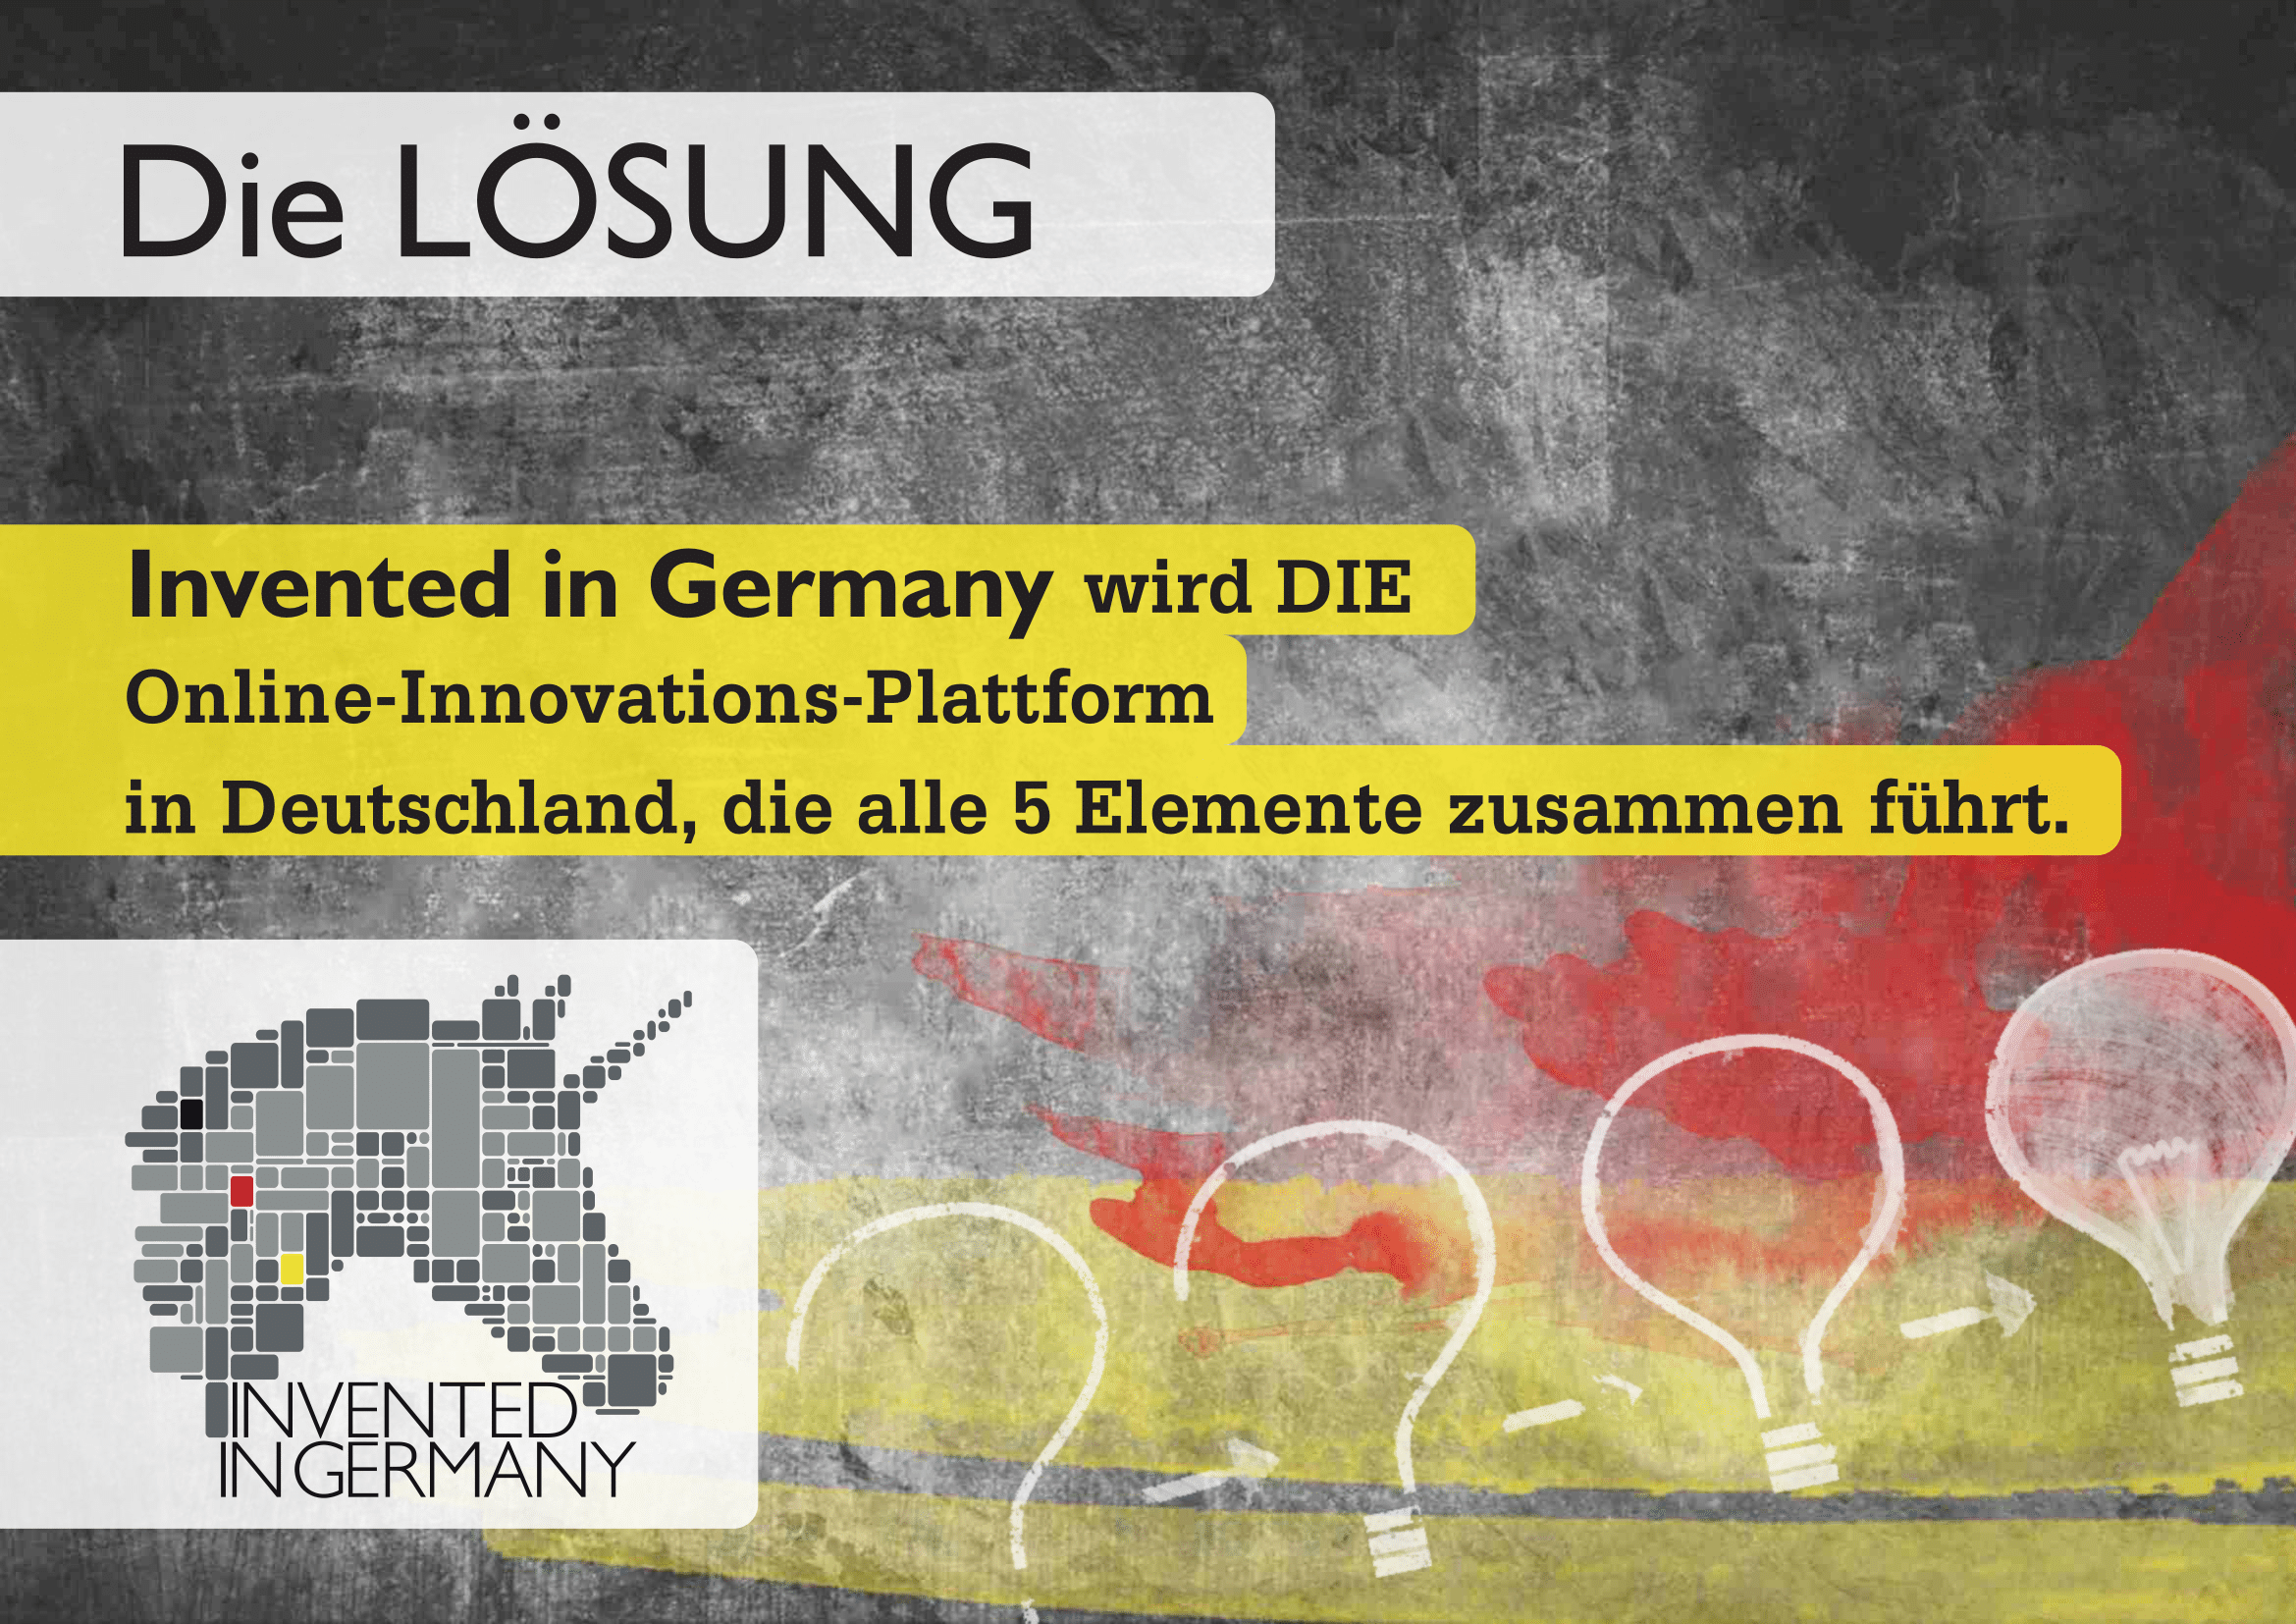 Die LÖSUNG
Invented in Germany wird DIE
Online-Innovations-Plattform
in Deutschland, die alle 5 Elemente zusammen führt.
INVENTED
IN GERMANY